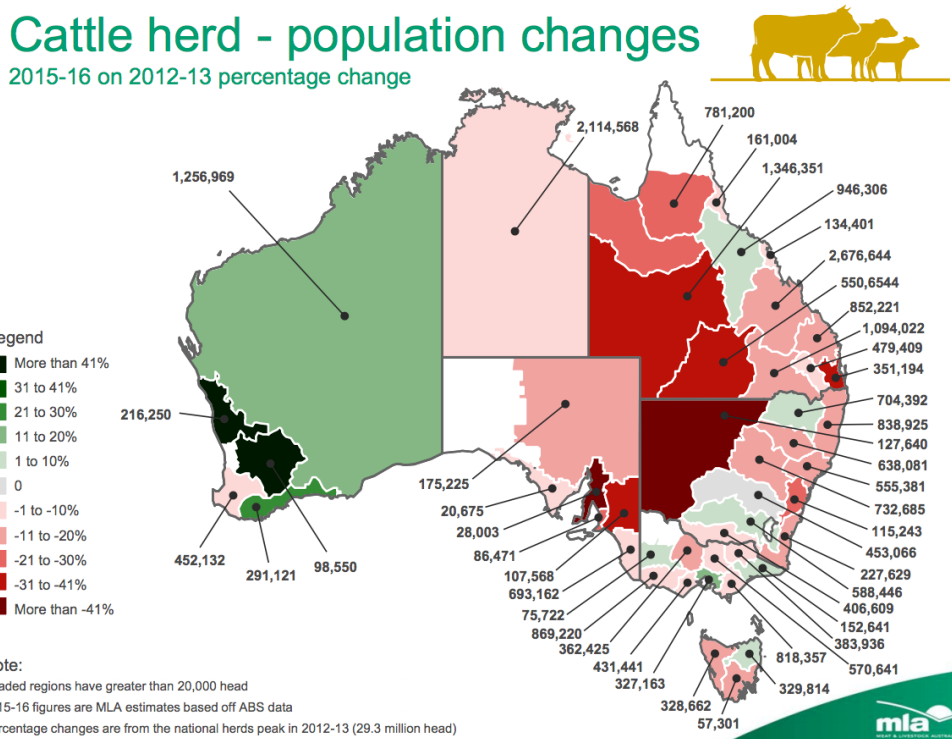 Cattle herd - population changes
2015-16 on 2012-13 percentage change
781,200
2,114,568
161,004
1,346,351
1,256,969
946,306
134,401
2,676,644
550,6544
852,221
1,094,022
479,409
351,194
704,392
838,925
127,640
638,081
555,381
732,685
115,243
453,066
227,629
588,446
406,609
152,641
383,936
570,641
818,357
329,814
216,250
452,132
291,121
98,550
175,225
20,675
28,003
86,471
107,568
693,162
75,722
869,220
362,425
431,441
327,163
328,662
57,301
egend
More than 41%
31 to 41%
21 to 30%
11 to 20%
1 to 10%
0
-1 to -10%
-11 to -20%
-21 to -30%
-31 to -41%
More than -41%
ote:
aded regions have greater than 20,000 head
15-16 figures are MLA estimates based off ABS data
rcentage changes are from the national herds peak in 2012-13 (29.3 million head)
mla
MEAT & LIVESTOCK AUSTRALIA